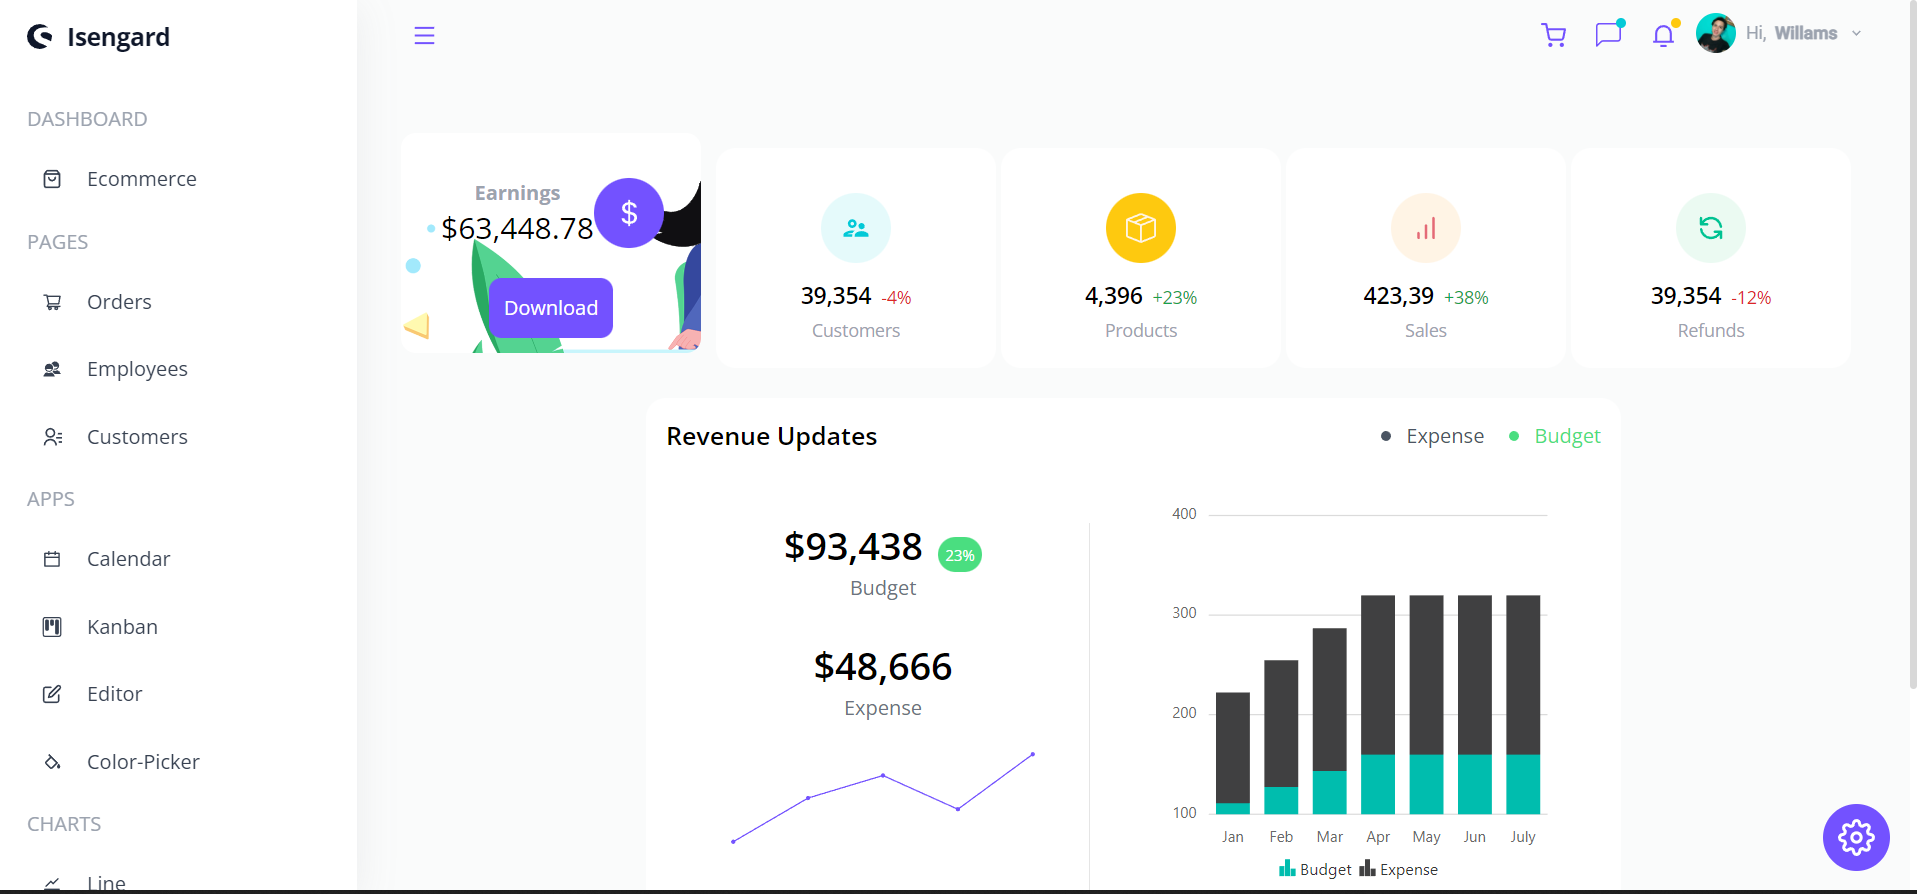 Isengard
Hi, Willams
DASHBOARD
Ecommerce
PAGES
Orders
Employees
Customers
APPS
Calendar
Kanban
Editor
Color-Picker
CHARTS
Line
Earnings
$63,448.78
$
Download
39,354 -4%
Customers
4,396 +23%
Products
423,39 +38%
Sales
39,354 -12%
Refunds
Revenue Updates
Expense Budget
$93,438 23%
Budget
$48,666
Expense
400
300
200
100
Jan Feb Mar Apr May Jun July
Budget Expense